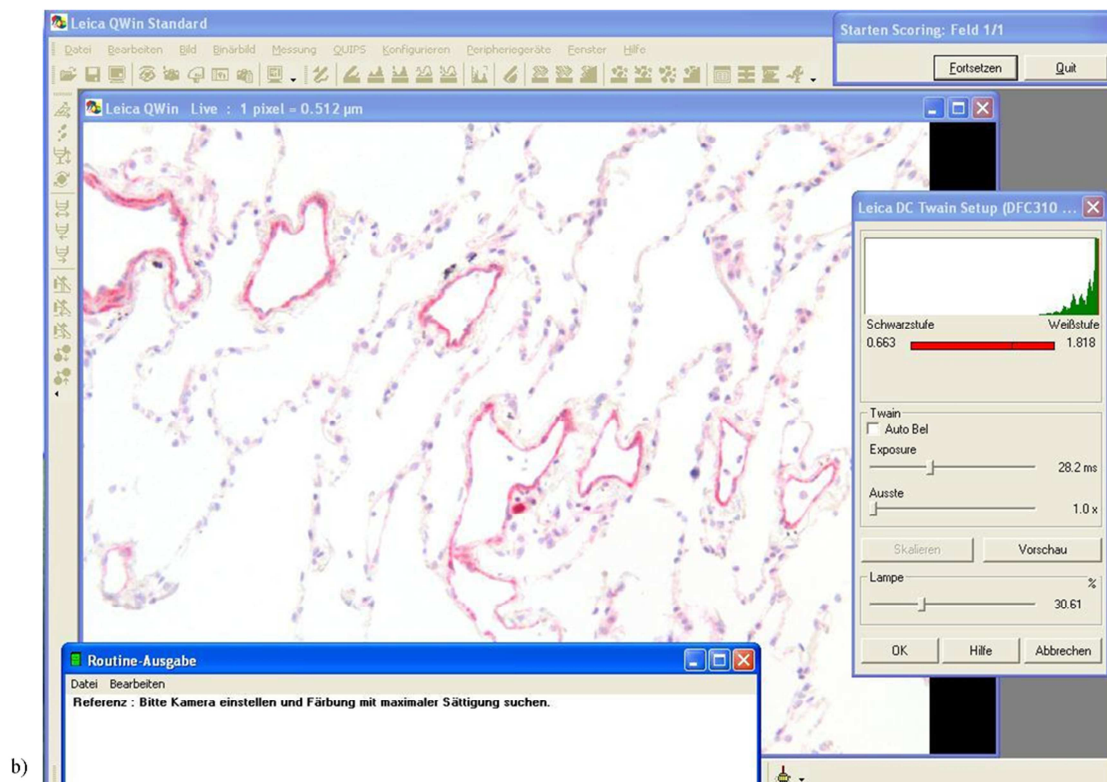 Leica QWin Standard
Datei Bearbeiten Bild Binärbild Messung QUIPS Konfigurieren Peripheriegeräte Fenster Hilfe
Starten Scoring: Feld 1/1
Fortsetzen Quit
Leica QWin Live : 1 pixel = 0.512 µm
Leica DC Twain Setup (DFC310 ...
Schwarzstufe Weißstufe
0.663 1.818
Twain
Auto Bel
Exposure
28.2 ms
Ausste
1.0 x
Skalieren Vorschau
Lampe %
30.61
OK Hilfe Abbrechen
Routine-Ausgabe
Datei Bearbeiten
Referenz : Bitte Kamera einstellen und Färbung mit maximaler Sättigung suchen.
b)